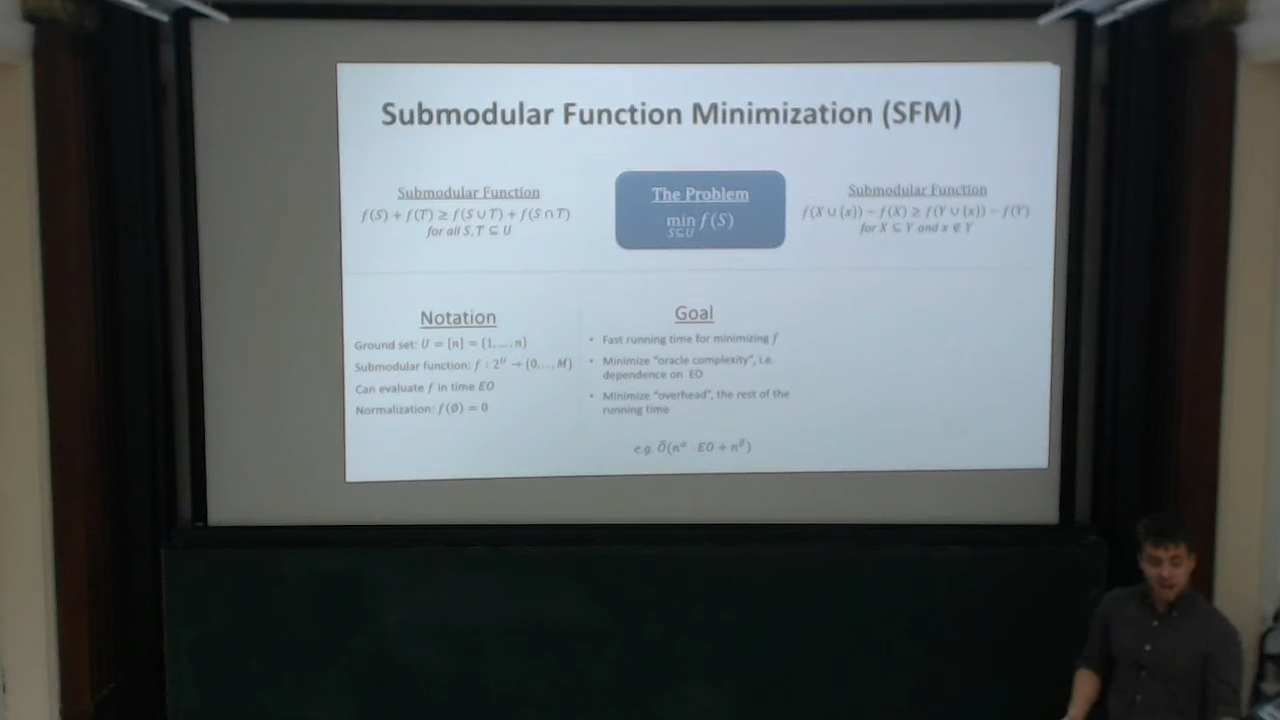 Submodular Function Minimization (SFM)
Submodular Function
f(S) + f(T) ≥ f(S ∪ T) + f(S ∩ T)
for all S, T ⊆ U
The Problem
min f(S)
S⊆U
Submodular Function
f(X ∪ {x}) − f(X) ≥ f(Y ∪ {x}) − f(Y)
for X ⊆ Y and x ∉ Y
Notation
Ground set: U = [n] = {1, ..., n}
Submodular function: f : 2^U → {0, ..., M}
Can evaluate f in time EO
Normalization: f(∅) = 0
Goal
• Fast running time for minimizing f
• Minimize "oracle complexity", i.e.
dependence on EO
• Minimize "overhead", the rest of the
running time
e.g. Õ(n^α · EO + n^β)